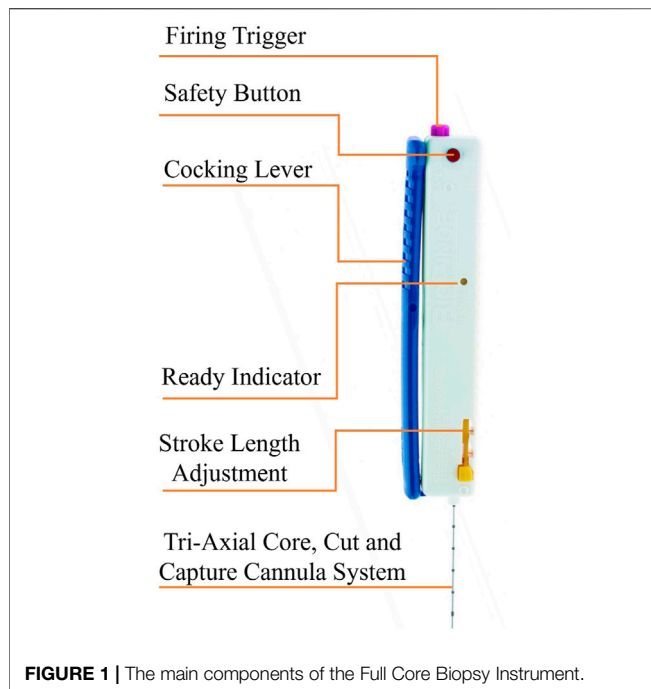 Firing Trigger
Safety Button
Cocking Lever
Ready Indicator
Stroke Length
Adjustment
Tri-Axial Core, Cut and
Capture Cannula System
FIGURE 1 | The main components of the Full Core Biopsy Instrument.